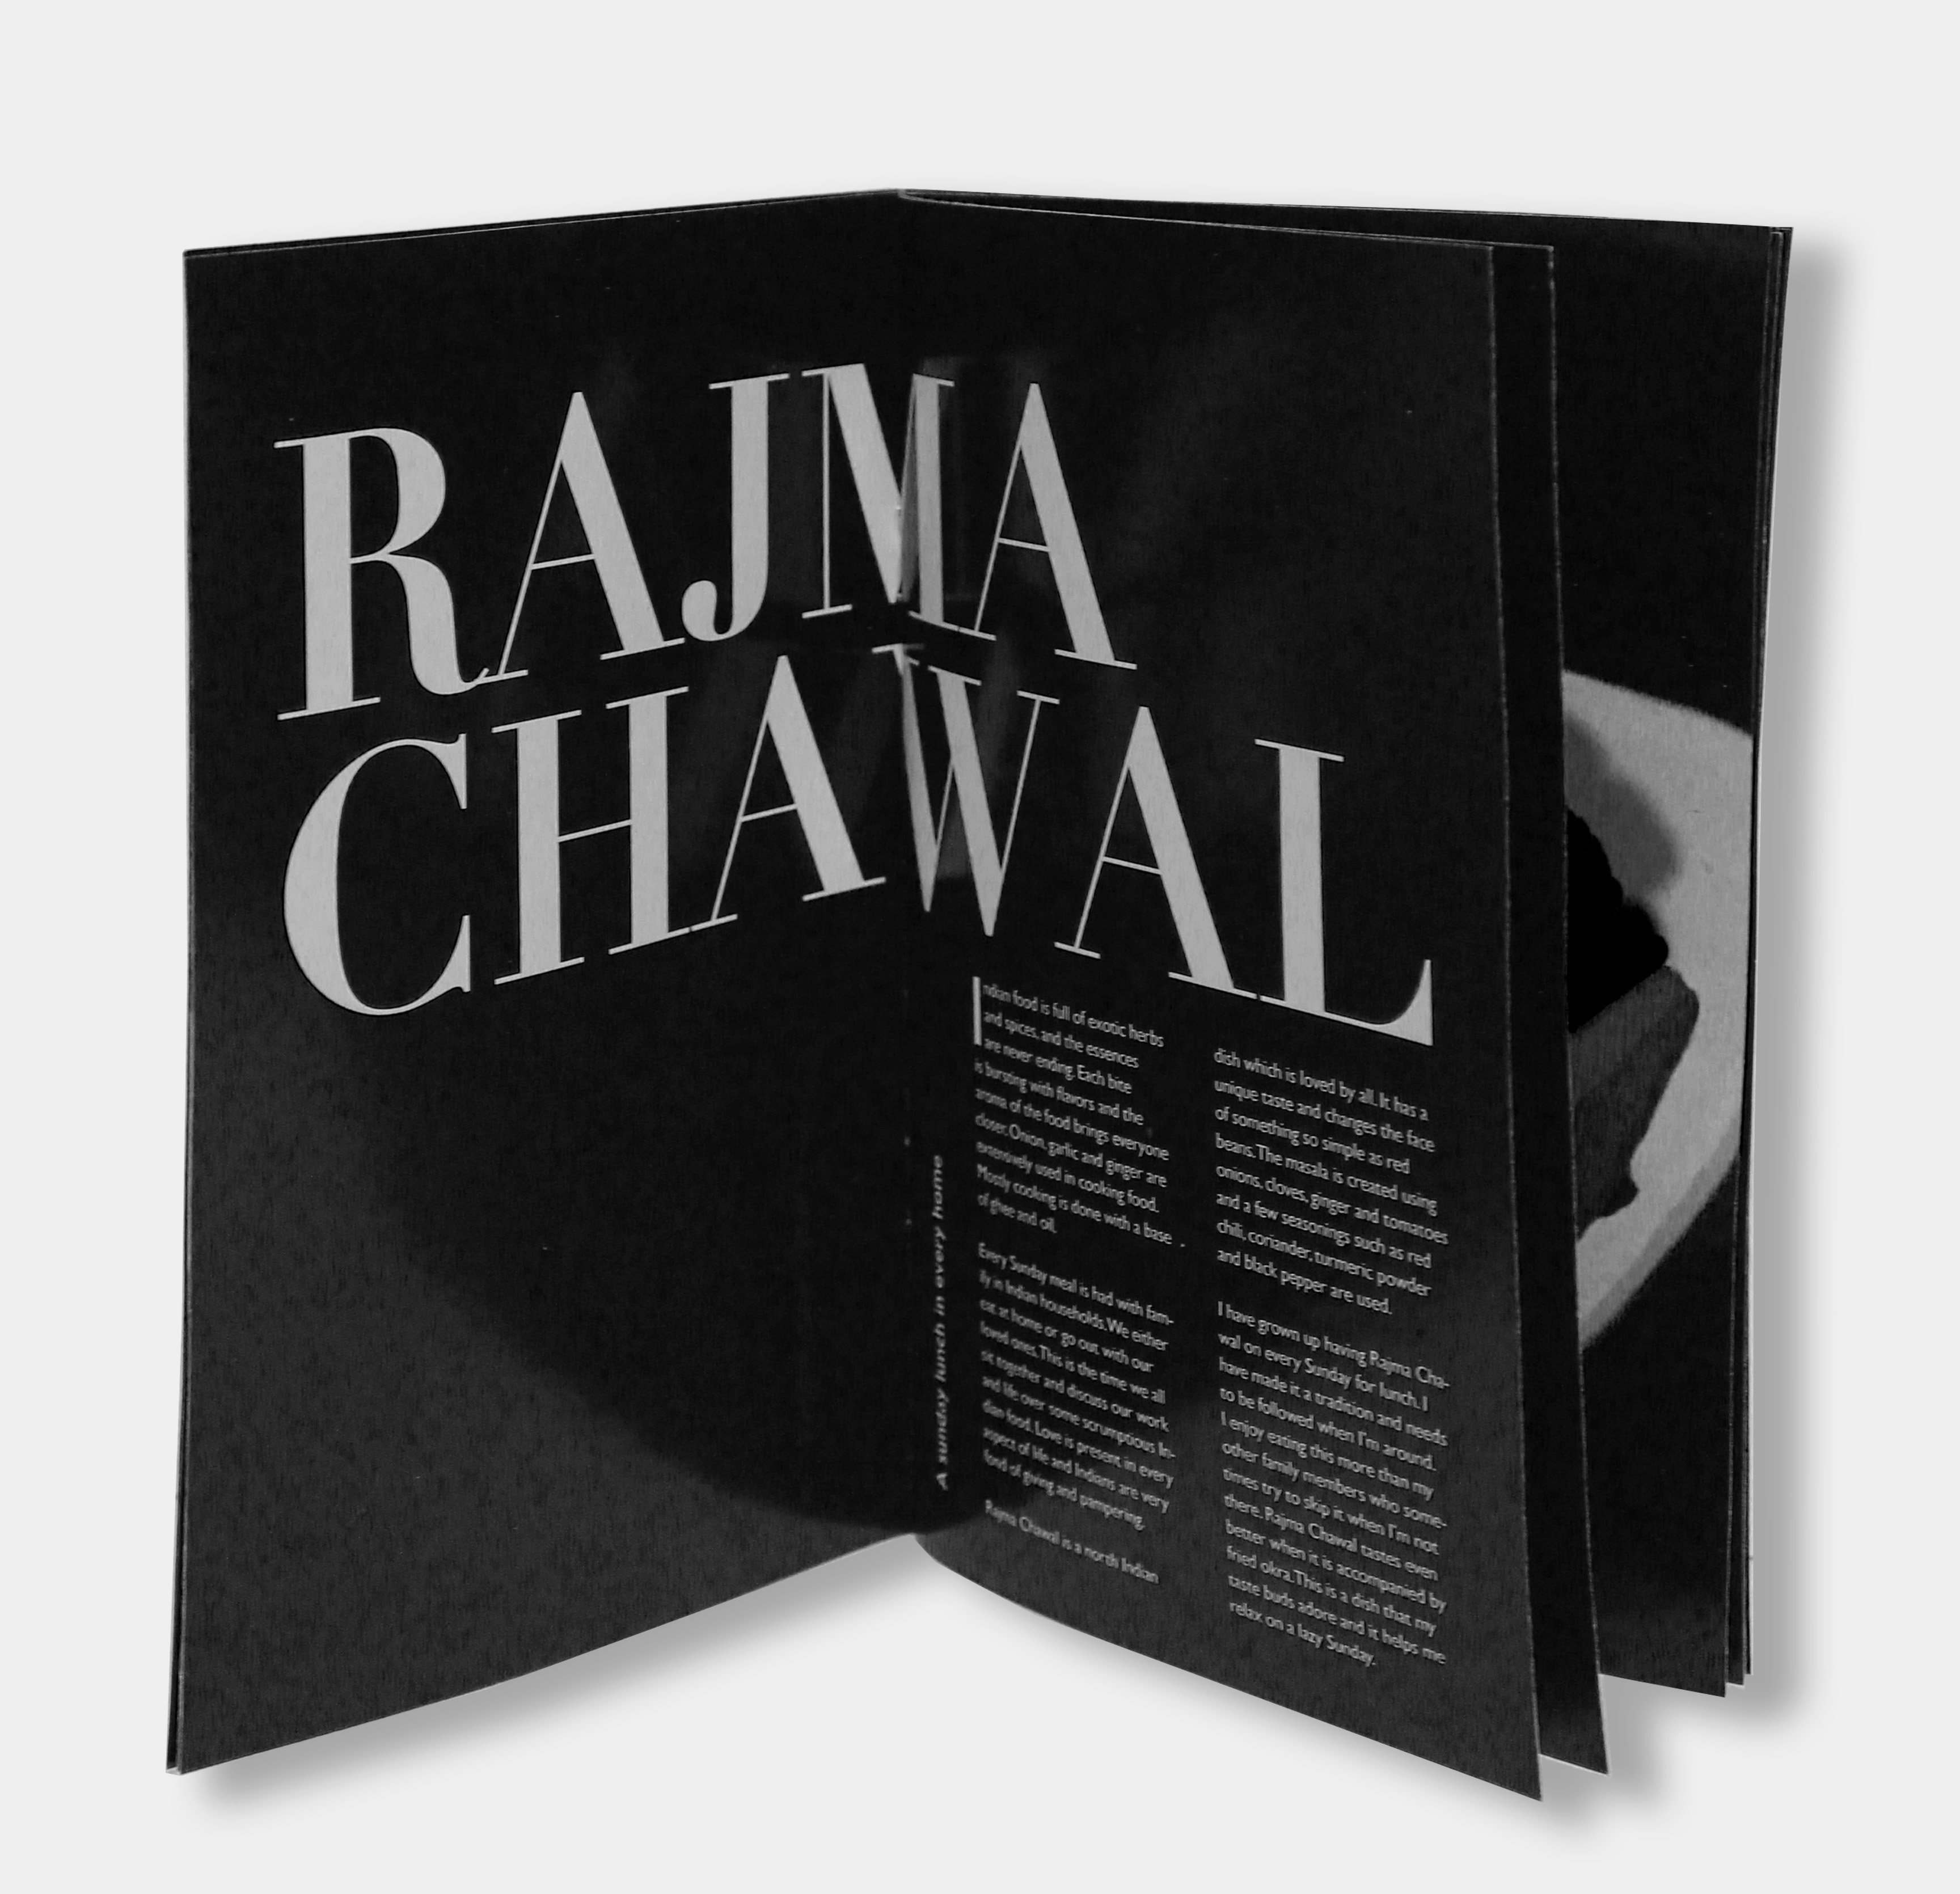 RAJMA
CHAWAL
A sunday lunch in every home
Indian food is full of exotic herbs
and spices, and the essences
are never ending. Each bite
is bursting with flavors and the
aroma of the food brings everyone
closer. Onion, garlic and ginger are
extensively used in cooking food.
Mostly cooking is done with a base
of ghee and oil.
Every Sunday meal is had with fam-
ily in Indian households. We either
eat at home or go out with our
loved ones. This is the time we all
sit together and discuss our work
and life over some scrumptious In-
dian food. Love is present in every
aspect of life and Indians are very
fond of giving and pampering.
Rajma Chawal is a north Indian
dish which is loved by all. It has a
unique taste and changes the face
of something so simple as red
beans. The masala is created using
onions, cloves, ginger and tomatoes
and a few seasonings such as red
chili, coriander, turmeric powder
and black pepper are used.
I have grown up having Rajma Cha-
wal on every Sunday for lunch. I
have made it a tradition and needs
to be followed when I'm around.
I enjoy eating this more than my
other family members who some-
times try to skip it when I'm not
there. Rajma Chawal tastes even
better when it is accompanied by
fried okra. This is a dish that my
taste buds adore and it helps me
relax on a lazy Sunday.